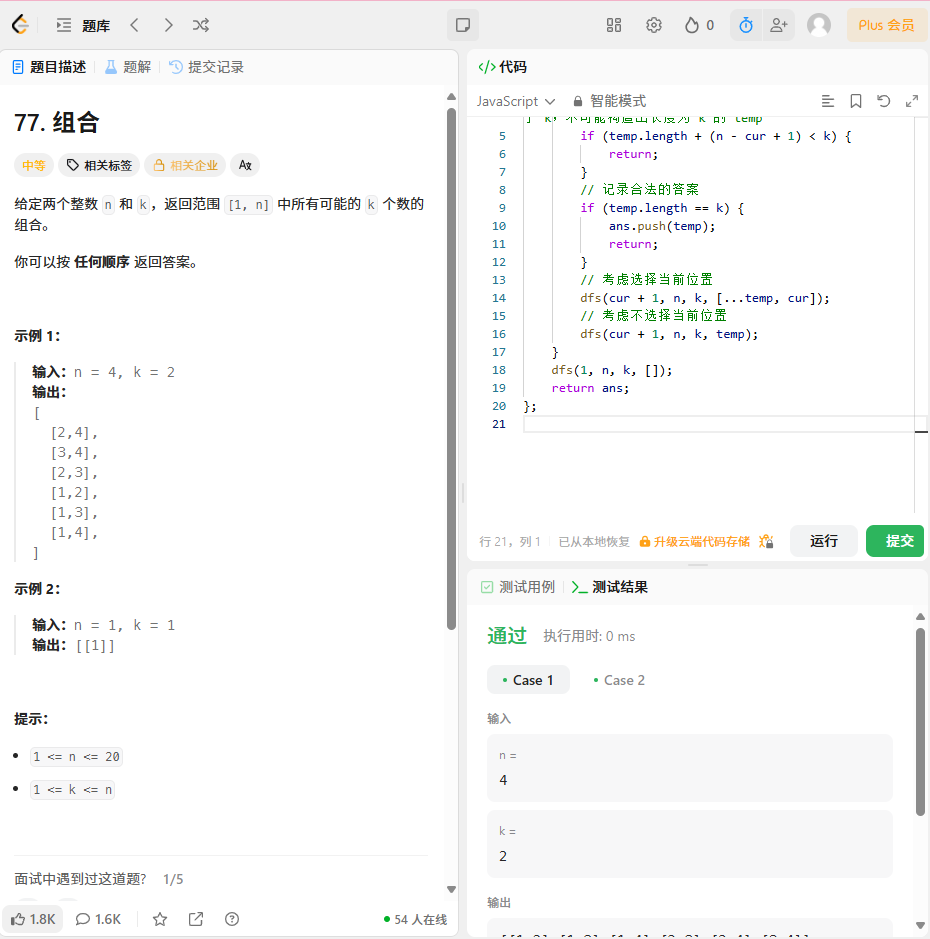 题库
0
Plus 会员
题目描述
题解
提交记录
77. 组合
中等
相关标签
相关企业
给定两个整数 n 和 k，返回范围 [1, n] 中所有可能的 k 个数的
组合。
你可以按 任何顺序 返回答案。
示例 1：
输入：n = 4, k = 2
输出：
[
[2,4],
[3,4],
[2,3],
[1,2],
[1,3],
[1,4],
]
示例 2：
输入：n = 1, k = 1
输出：[[1]]
提示：
1 <= n <= 20
1 <= k <= n
面试中遇到过这道题? 1/5
1.8K
1.6K
54 人在线
</> 代码
JavaScript
智能模式
k，不可能构造出长度为 k 的 temp
5 if (temp.length + (n - cur + 1) < k) {
6 return;
7 }
8 // 记录合法的答案
9 if (temp.length == k) {
10 ans.push(temp);
11 return;
12 }
13 // 考虑选择当前位置
14 dfs(cur + 1, n, k, [...temp, cur]);
15 // 考虑不选择当前位置
16 dfs(cur + 1, n, k, temp);
17 }
18 dfs(1, n, k, []);
19 return ans;
20 };
21
行 21，列 1
已从本地恢复
升级云端代码存储
运行
提交
测试用例
测试结果
通过
执行用时: 0 ms
Case 1
Case 2
输入
n =
4
k =
2
输出